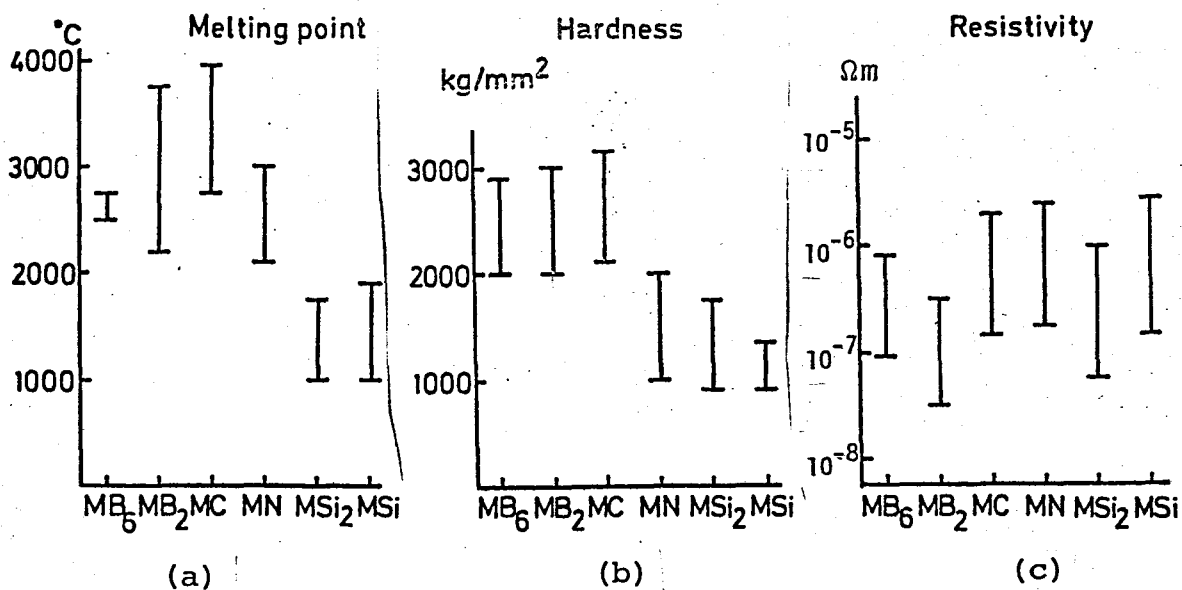 Melting point
°C
4000
3000
2000
1000
MB6 MB2 MC MN MSi2 MSi
(a)
Hardness
kg/mm2
3000
2000
1000
MB6 MB2 MC MN MSi2 MSi
(b)
Resistivity
Ωm
10-5
10-6
10-7
10-8
MB6 MB2 MC MN MSi2 MSi
(c)